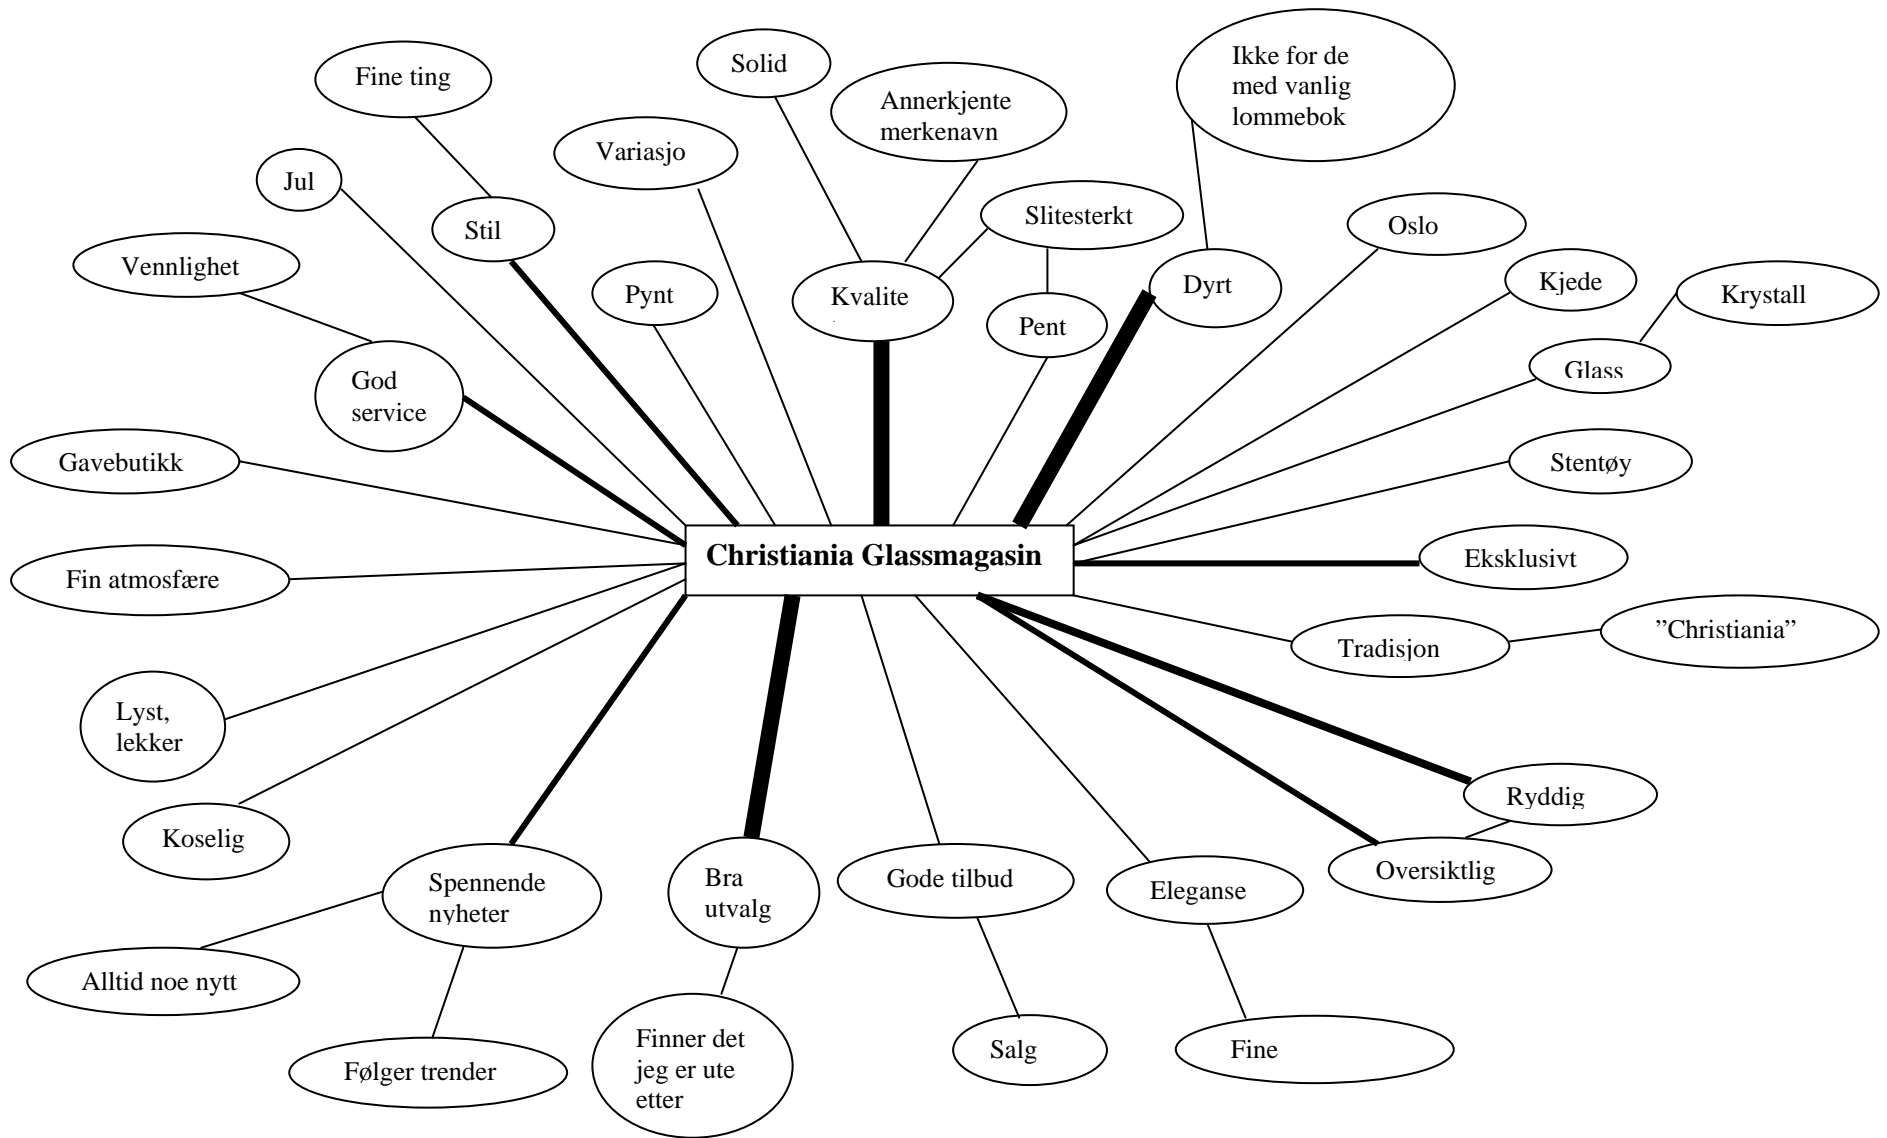 Fine ting
Solid
Ikke for de
med vanlig
lommebok
Annerkjente
merkenavn
Variasjo
Jul
Stil
Slitesterkt
Oslo
Vennlighet
Pynt
Kvalite
Dyrt
Kjede
Krystall
Pent
God
service
Glass
Gavebutikk
Stentøy
Christiania Glassmagasin
Eksklusivt
Fin atmosfære
Tradisjon
”Christiania”
Lyst,
lekker
Ryddig
Koselig
Spennende
nyheter
Bra
utvalg
Gode tilbud
Eleganse
Oversiktlig
Alltid noe nytt
Følger trender
Finner det
jeg er ute
etter
Salg
Fine